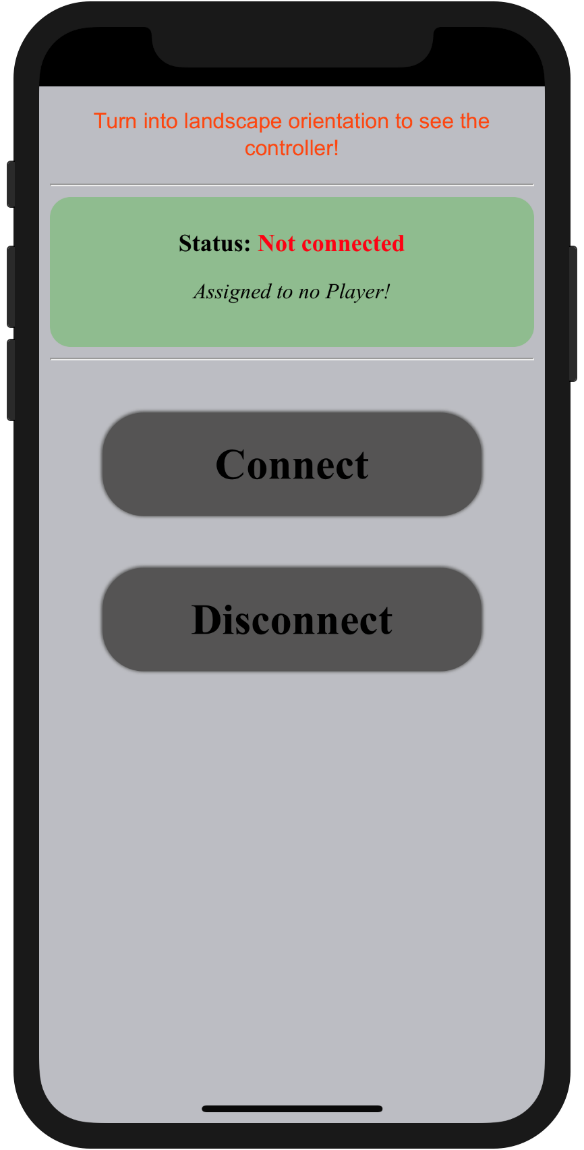 Turn into landscape orientation to see the
controller!
Status: Not connected
Assigned to no Player!
Connect
Disconnect